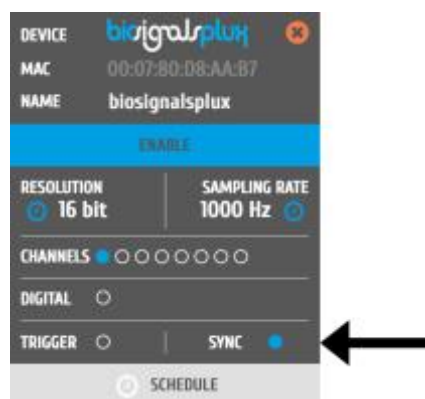 DEVICE biosignalsplux
MAC 00:07:80:D8:AA:B7
NAME biosignalsplux
ENABLE
RESOLUTION SAMPLING RATE
16 bit 1000 Hz
CHANNELS
DIGITAL
TRIGGER SYNC
SCHEDULE